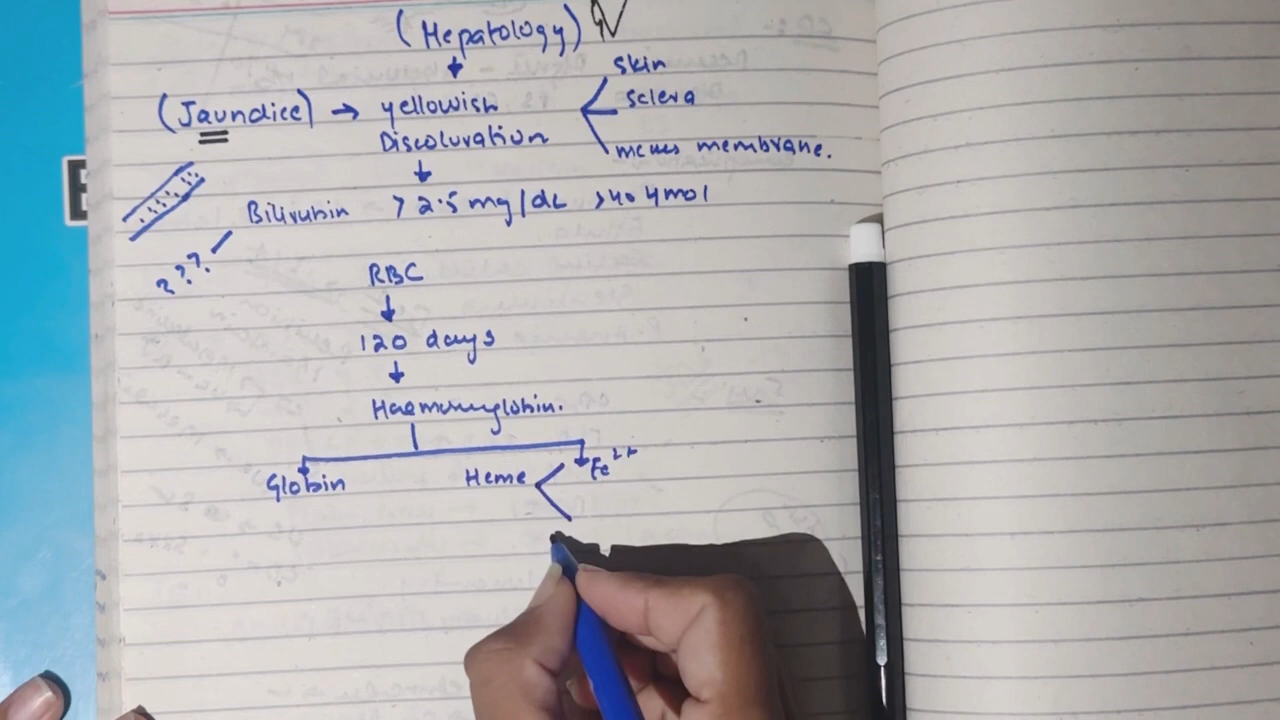 (Hepatology)
skin
(Jaundice) → yellowish
sclera
Discoluration
mcus membrane.
Bilirubin > 2.5 mg/dL >40 4mol
???
RBC
120 days
Haemonuglobin.
Globin Heme Fe²⁺